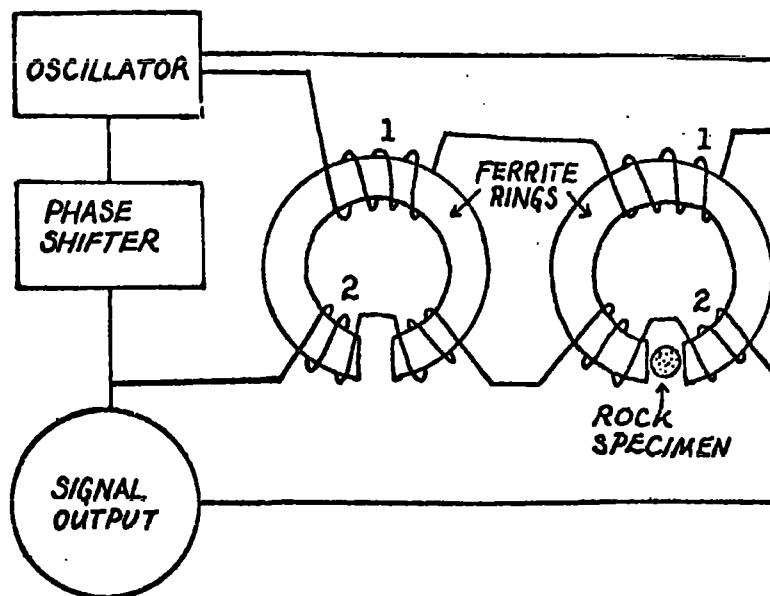 OSCILLATOR
1
1
FERRITE
RINGS
PHASE
SHIFTER
2
2
ROCK
SPECIMEN
SIGNAL
OUTPUT